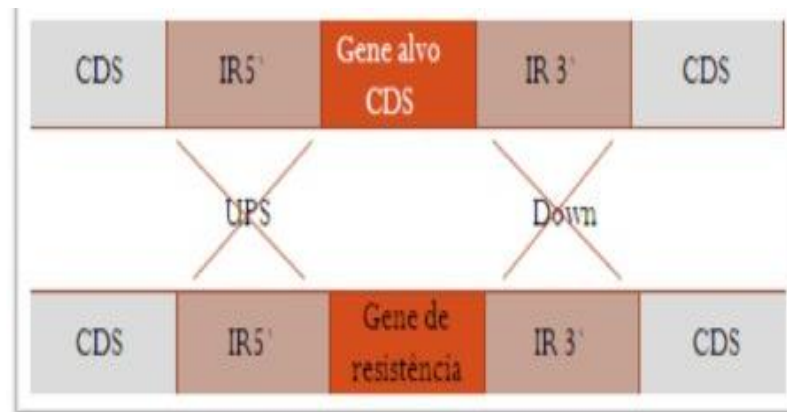 CDS IR5` Gene alvo IR 3` CDS
CDS
UPS Down
CDS IR5` Gene de IR 3` CDS
resistência